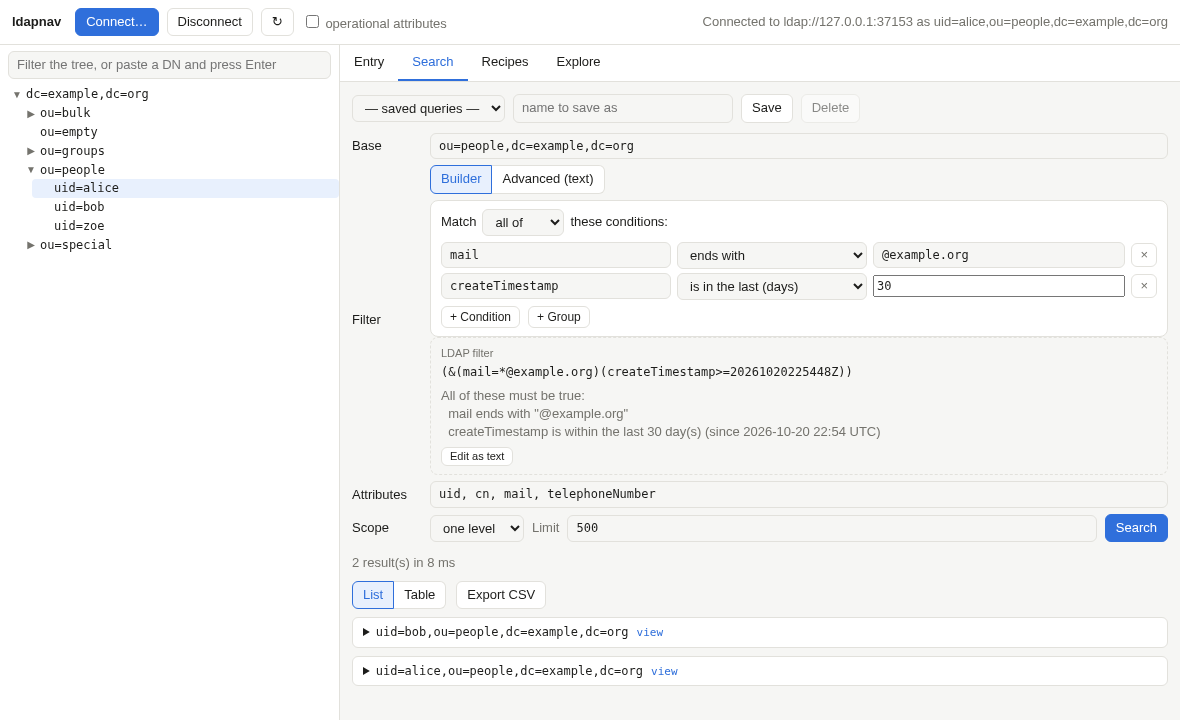 ldapnav Connect… Disconnect ↻ operational attributes Connected to ldap://127.0.0.1:37153 as uid=alice,ou=people,dc=example,dc=org
Filter the tree, or paste a DN and press Enter
▼ dc=example,dc=org
▶ ou=bulk
ou=empty
▶ ou=groups
▼ ou=people
uid=alice
uid=bob
uid=zoe
▶ ou=special
Entry Search Recipes Explore
— saved queries — name to save as Save Delete
Base ou=people,dc=example,dc=org
Builder Advanced (text)
Filter
Match all of these conditions:
mail ends with @example.org ×
createTimestamp is in the last (days) 30 ×
+ Condition + Group
LDAP filter
(&(mail=*@example.org)(createTimestamp>=20261020225448Z))
All of these must be true:
mail ends with "@example.org"
createTimestamp is within the last 30 day(s) (since 2026-10-20 22:54 UTC)
Edit as text
Attributes uid, cn, mail, telephoneNumber
Scope one level Limit 500 Search
2 result(s) in 8 ms
List Table Export CSV
▶ uid=bob,ou=people,dc=example,dc=org view
▶ uid=alice,ou=people,dc=example,dc=org view